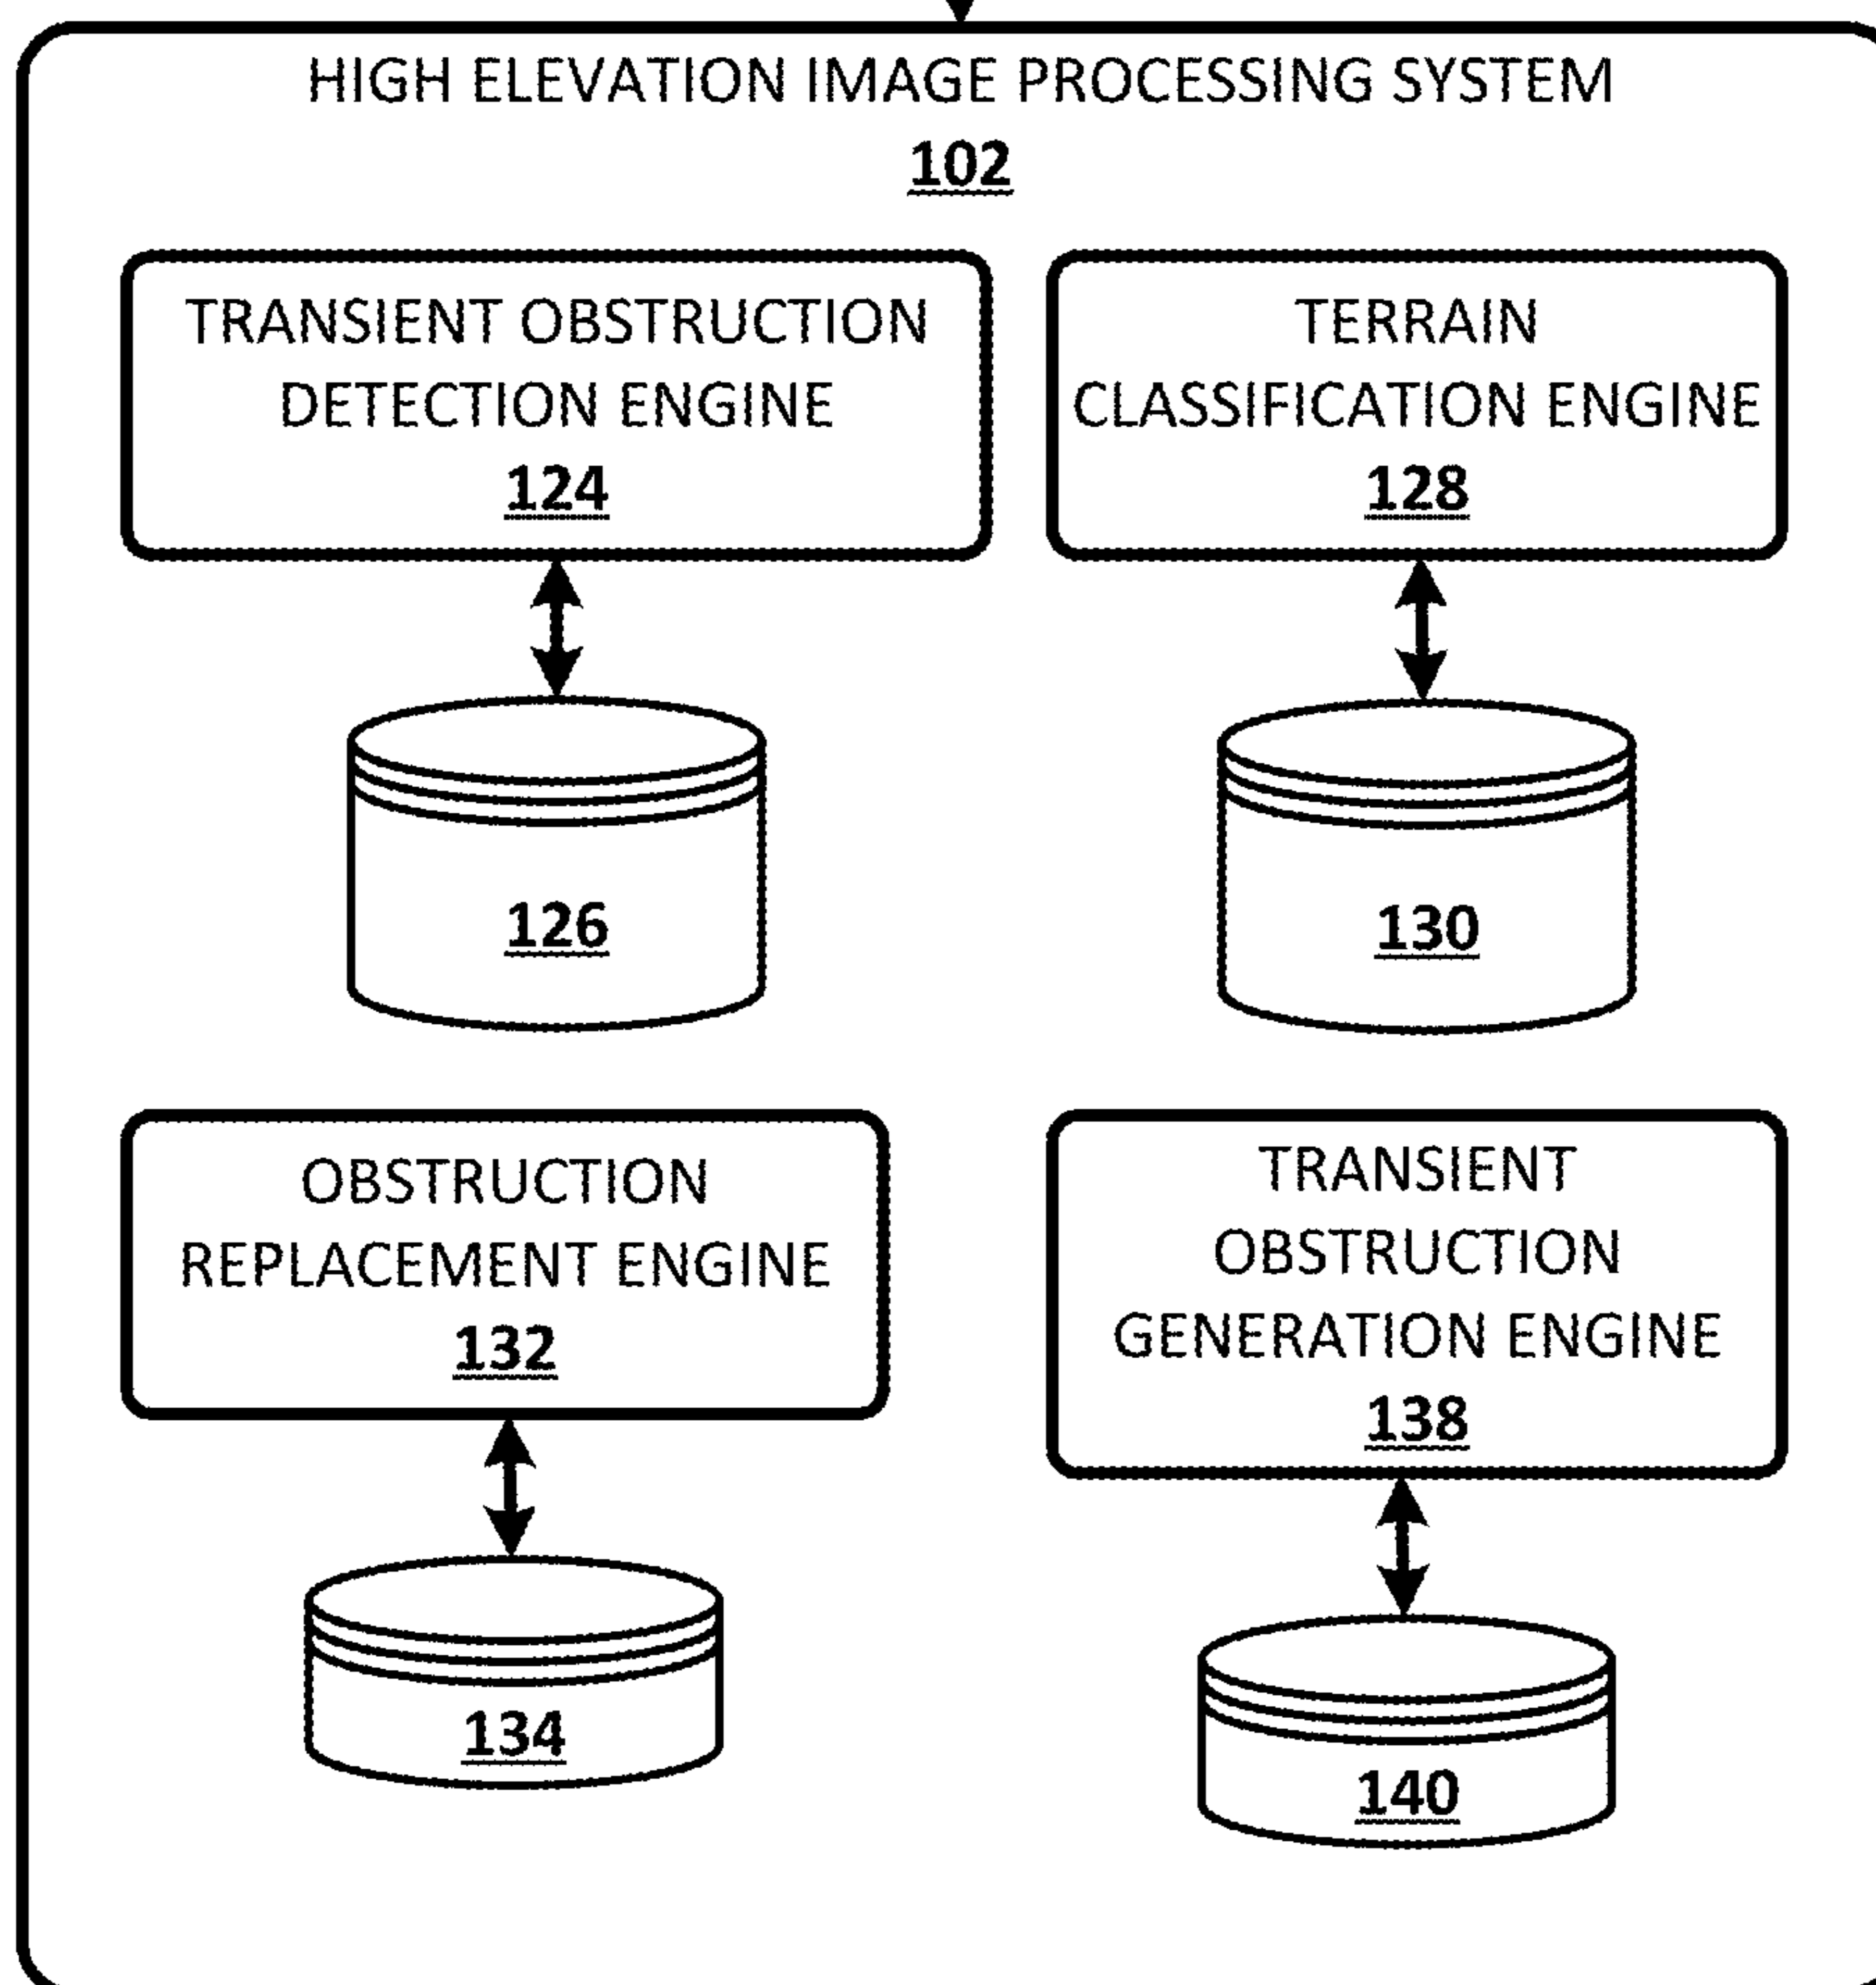 HIGH ELEVATION IMAGE PROCESSING SYSTEM
102
TRANSIENT OBSTRUCTION
DETECTION ENGINE
124
TERRAIN
CLASSIFICATION ENGINE
128
126
130
OBSTRUCTION
REPLACEMENT ENGINE
132
TRANSIENT
OBSTRUCTION
GENERATION ENGINE
138
134
140